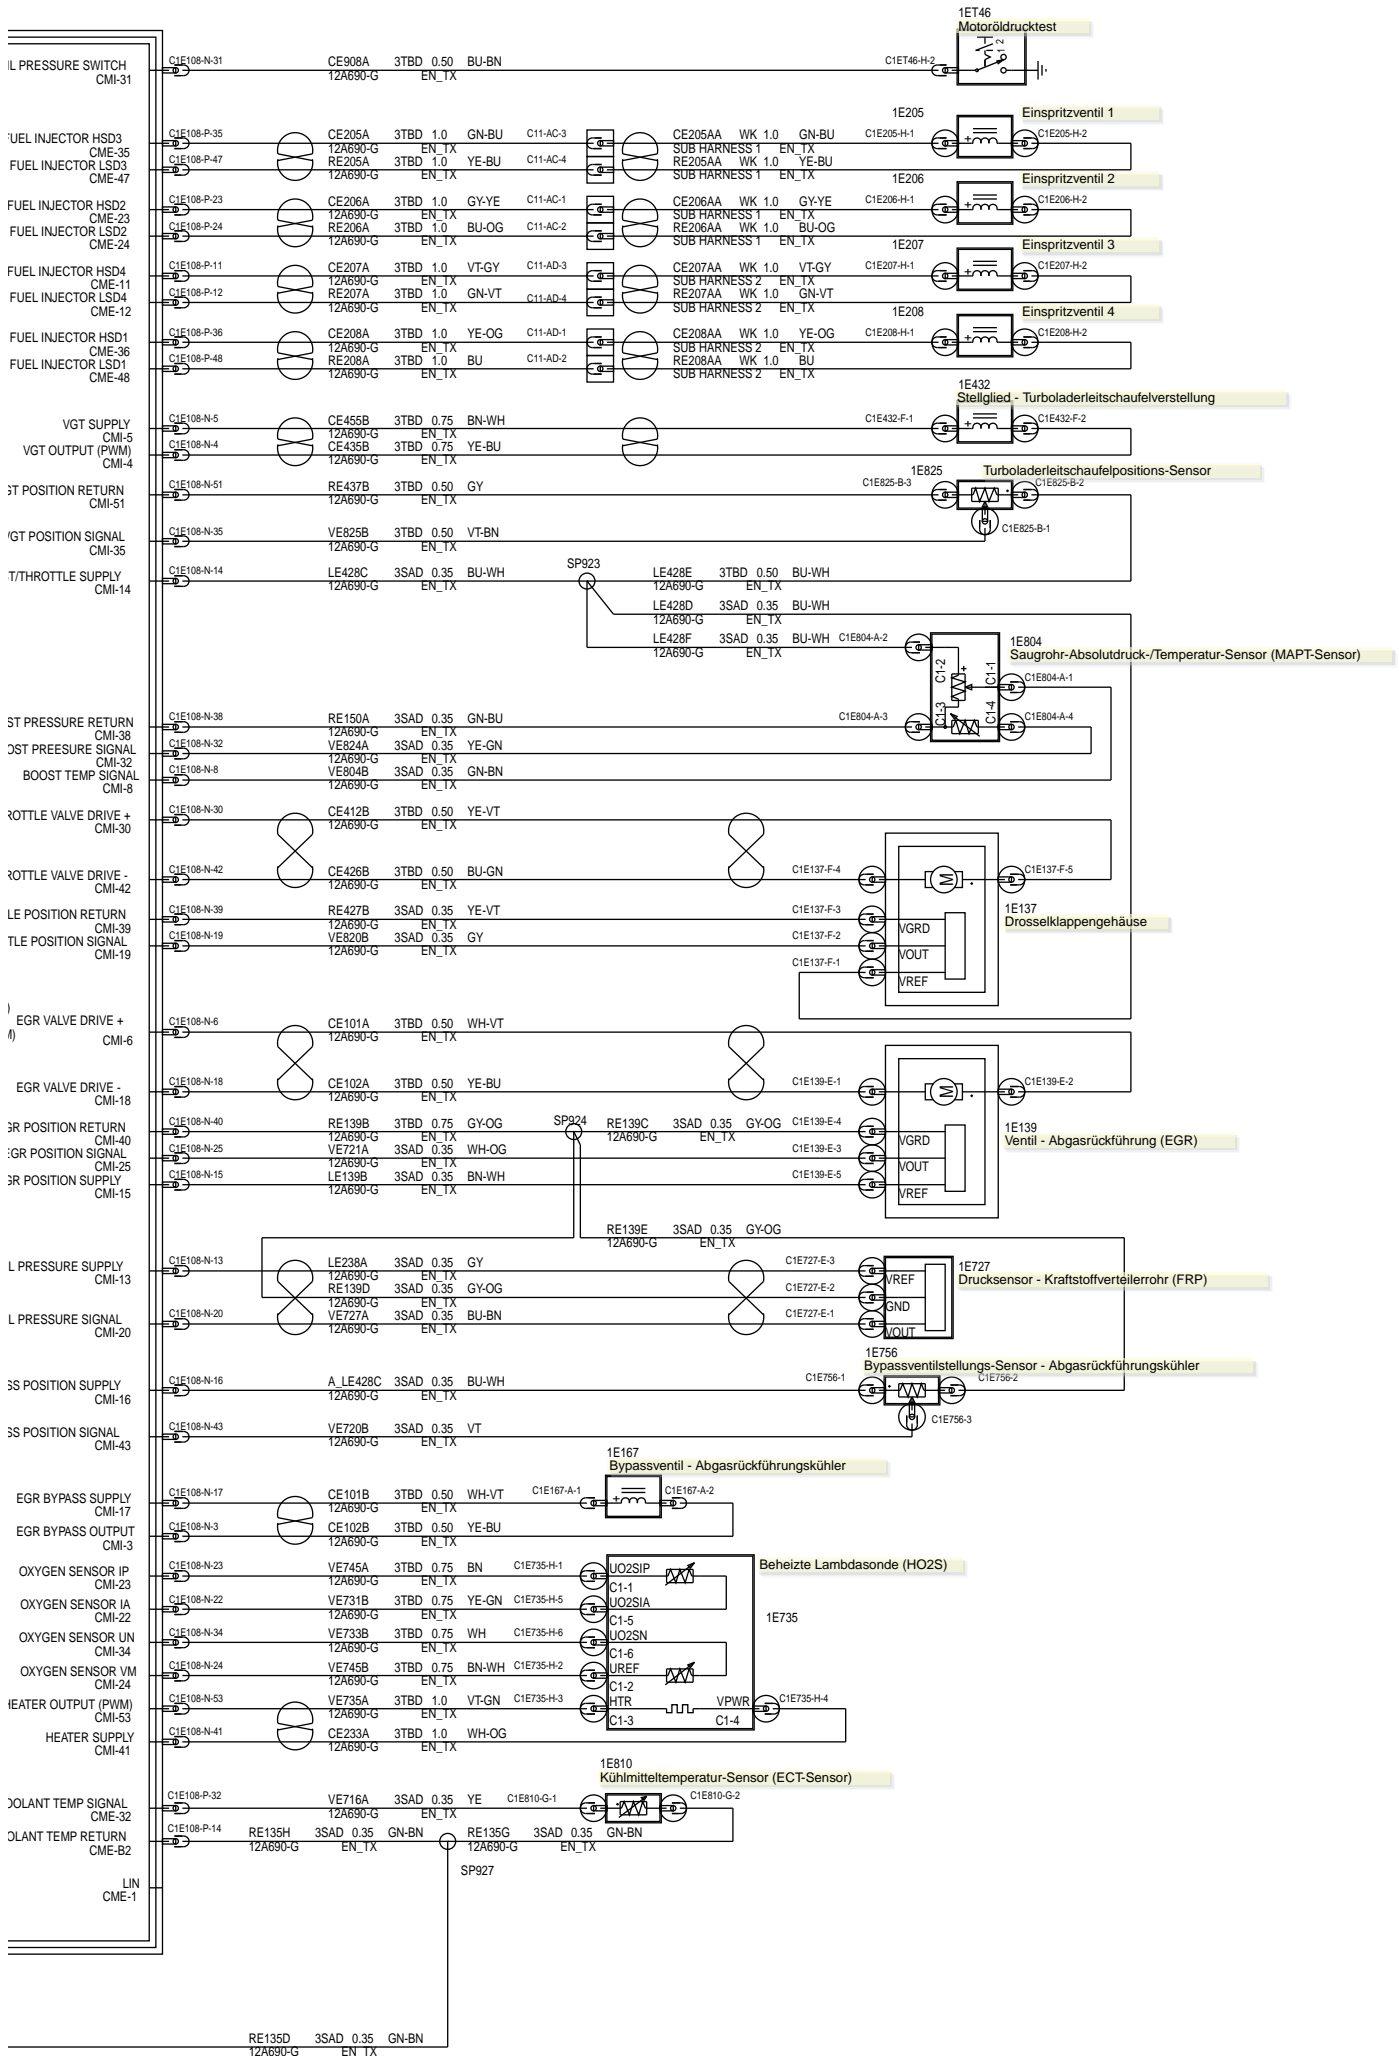 1ET46
Motoröldrucktest
L PRESSURE SWITCH
CMI-31
C1E108-N-31
CE908A 3TBD 0.50 BU-BN
12A690-G EN_TX
C1ET46-H-2
1
2
1E205
Einspritzventil 1
FUEL INJECTOR HSD3
CME-35
C1E108-P-35
CE205A 3TBD 1.0 GN-BU
12A690-G EN_TX
C11-AC-3
CE205AA WK 1.0 GN-BU
SUB HARNESS 1 EN_TX
C1E205-H-1
C1E205-H-2
FUEL INJECTOR LSD3
CME-47
C1E108-P-47
RE205A 3TBD 1.0 YE-BU
12A690-G EN_TX
C11-AC-4
RE205AA WK 1.0 YE-BU
SUB HARNESS 1 EN_TX
1E206
Einspritzventil 2
FUEL INJECTOR HSD2
CME-23
C1E108-P-23
CE206A 3TBD 1.0 GY-YE
12A690-G EN_TX
C11-AC-1
CE206AA WK 1.0 GY-YE
SUB HARNESS 1 EN_TX
C1E206-H-1
C1E206-H-2
FUEL INJECTOR LSD2
CME-24
C1E108-P-24
RE206A 3TBD 1.0 BU-OG
12A690-G EN_TX
C11-AC-2
RE206AA WK 1.0 BU-OG
SUB HARNESS 1 EN_TX
1E207
Einspritzventil 3
FUEL INJECTOR HSD4
CME-11
C1E108-P-11
CE207A 3TBD 1.0 VT-GY
12A690-G EN_TX
C11-AD-3
CE207AA WK 1.0 VT-GY
SUB HARNESS 2 EN_TX
C1E207-H-1
C1E207-H-2
FUEL INJECTOR LSD4
CME-12
C1E108-P-12
RE207A 3TBD 1.0 GN-VT
12A690-G EN_TX
C11-AD-4
RE207AA WK 1.0 GN-VT
SUB HARNESS 2 EN_TX
1E208
Einspritzventil 4
FUEL INJECTOR HSD1
CME-36
C1E108-P-36
CE208A 3TBD 1.0 YE-OG
12A690-G EN_TX
C11-AD-1
CE208AA WK 1.0 YE-OG
SUB HARNESS 2 EN_TX
C1E208-H-1
C1E208-H-2
FUEL INJECTOR LSD1
CME-48
C1E108-P-48
RE208A 3TBD 1.0 BU
12A690-G EN_TX
C11-AD-2
RE208AA WK 1.0 BU
SUB HARNESS 2 EN_TX
1E432
Stellglied - Turboladerleitschaufelverstellung
VGT SUPPLY
CMI-5
C1E108-N-5
CE455B 3TBD 0.75 BN-WH
12A690-G EN_TX
C1E432-F-1
C1E432-F-2
VGT OUTPUT (PWM)
CMI-4
C1E108-N-4
CE435B 3TBD 0.75 YE-BU
12A690-G EN_TX
1E825
Turboladerleitschaufelpositions-Sensor
GT POSITION RETURN
CMI-51
C1E108-N-51
RE437B 3TBD 0.50 GY
12A690-G EN_TX
C1E825-B-3
C1E825-B-2
VGT POSITION SIGNAL
CMI-35
C1E108-N-35
VE825B 3TBD 0.50 VT-BN
12A690-G EN_TX
C1E825-B-1
ST/THROTTLE SUPPLY
CMI-14
C1E108-N-14
LE428C 3SAD 0.35 BU-WH
12A690-G EN_TX
SP923
LE428E 3TBD 0.50 BU-WH
12A690-G EN_TX
LE428D 3SAD 0.35 BU-WH
12A690-G EN_TX
LE428F 3SAD 0.35 BU-WH
12A690-G EN_TX
C1E804-A-2
1E804
Saugrohr-Absolutdruck-/Temperatur-Sensor (MAPT-Sensor)
C1-2
C1-1
C1-3
C1-4
C1E804-A-1
C1E804-A-3
C1E804-A-4
ST PRESSURE RETURN
CMI-38
C1E108-N-38
RE150A 3SAD 0.35 GN-BU
12A690-G EN_TX
OST PREESURE SIGNAL
CMI-32
C1E108-N-32
VE824A 3SAD 0.35 YE-GN
12A690-G EN_TX
BOOST TEMP SIGNAL
CMI-8
C1E108-N-8
VE804B 3SAD 0.35 GN-BN
12A690-G EN_TX
ROTTLE VALVE DRIVE +
CMI-30
C1E108-N-30
CE412B 3TBD 0.50 YE-VT
12A690-G EN_TX
ROTTLE VALVE DRIVE -
CMI-42
C1E108-N-42
CE426B 3TBD 0.50 BU-GN
12A690-G EN_TX
C1E137-F-4
M
C1E137-F-5
LE POSITION RETURN
CMI-39
C1E108-N-39
RE427B 3SAD 0.35 YE-VT
12A690-G EN_TX
C1E137-F-3
VGRD
1E137
Drosselklappengehäuse
TLE POSITION SIGNAL
CMI-19
C1E108-N-19
VE820B 3SAD 0.35 GY
12A690-G EN_TX
C1E137-F-2
VOUT
C1E137-F-1
VREF
)
EGR VALVE DRIVE +
CMI-6
C1E108-N-6
CE101A 3TBD 0.50 WH-VT
12A690-G EN_TX
EGR VALVE DRIVE -
CMI-18
C1E108-N-18
CE102A 3TBD 0.50 YE-BU
12A690-G EN_TX
C1E139-E-1
M
C1E139-E-2
GR POSITION RETURN
CMI-40
C1E108-N-40
RE139B 3TBD 0.75 GY-OG
12A690-G EN_TX
SP924
RE139C 3SAD 0.35 GY-OG
12A690-G EN_TX
C1E139-E-4
VGRD
1E139
Ventil - Abgasrückführung (EGR)
EGR POSITION SIGNAL
CMI-25
C1E108-N-25
VE721A 3SAD 0.35 WH-OG
12A690-G EN_TX
C1E139-E-3
VOUT
GR POSITION SUPPLY
CMI-15
C1E108-N-15
LE139B 3SAD 0.35 BN-WH
12A690-G EN_TX
C1E139-E-5
VREF
RE139E 3SAD 0.35 GY-OG
12A690-G EN_TX
L PRESSURE SUPPLY
CMI-13
C1E108-N-13
LE238A 3SAD 0.35 GY
12A690-G EN_TX
C1E727-E-3
VREF
1E727
Drucksensor - Kraftstoffverteilerrohr (FRP)
RE139D 3SAD 0.35 GY-OG
12A690-G EN_TX
C1E727-E-2
GND
L PRESSURE SIGNAL
CMI-20
C1E108-N-20
VE727A 3SAD 0.35 BU-BN
12A690-G EN_TX
C1E727-E-1
VOUT
1E756
Bypassventilstellungs-Sensor - Abgasrückführungskühler
SS POSITION SUPPLY
CMI-16
C1E108-N-16
A_LE428C 3SAD 0.35 BU-WH
12A690-G EN_TX
C1E756-1
C1E756-2
SS POSITION SIGNAL
CMI-43
C1E108-N-43
VE720B 3SAD 0.35 VT
12A690-G EN_TX
C1E756-3
1E167
Bypassventil - Abgasrückführungskühler
EGR BYPASS SUPPLY
CMI-17
C1E108-N-17
CE101B 3TBD 0.50 WH-VT
12A690-G EN_TX
C1E167-A-1
C1E167-A-2
EGR BYPASS OUTPUT
CMI-3
C1E108-N-3
CE102B 3TBD 0.50 YE-BU
12A690-G EN_TX
Beheizte Lambdasonde (HO2S)
1E735
OXYGEN SENSOR IP
CMI-23
C1E108-N-23
VE745A 3TBD 0.75 BN
12A690-G EN_TX
C1E735-H-1
UO2SIP
C1-1
OXYGEN SENSOR IA
CMI-22
C1E108-N-22
VE731B 3TBD 0.75 YE-GN
12A690-G EN_TX
C1E735-H-5
UO2SIA
C1-5
OXYGEN SENSOR UN
CMI-34
C1E108-N-34
VE733B 3TBD 0.75 WH
12A690-G EN_TX
C1E735-H-6
UO2SN
C1-6
OXYGEN SENSOR VM
CMI-24
C1E108-N-24
VE745B 3TBD 0.75 BN-WH
12A690-G EN_TX
C1E735-H-2
UREF
C1-2
HEATER OUTPUT (PWM)
CMI-53
C1E108-N-53
VE735A 3TBD 1.0 VT-GN
12A690-G EN_TX
C1E735-H-3
HTR
C1-3
VPWR
C1-4
C1E735-H-4
HEATER SUPPLY
CMI-41
C1E108-N-41
CE233A 3TBD 1.0 WH-OG
12A690-G EN_TX
1E810
Kühlmitteltemperatur-Sensor (ECT-Sensor)
OOLANT TEMP SIGNAL
CME-32
C1E108-P-32
VE716A 3SAD 0.35 YE
12A690-G EN_TX
C1E810-G-1
C1E810-G-2
OLANT TEMP RETURN
CME-B2
C1E108-P-14
RE135H 3SAD 0.35 GN-BN
12A690-G EN_TX
RE135G 3SAD 0.35 GN-BN
12A690-G EN_TX
SP927
LIN
CME-1
RE135D 3SAD 0.35 GN-BN
12A690-G EN_TX